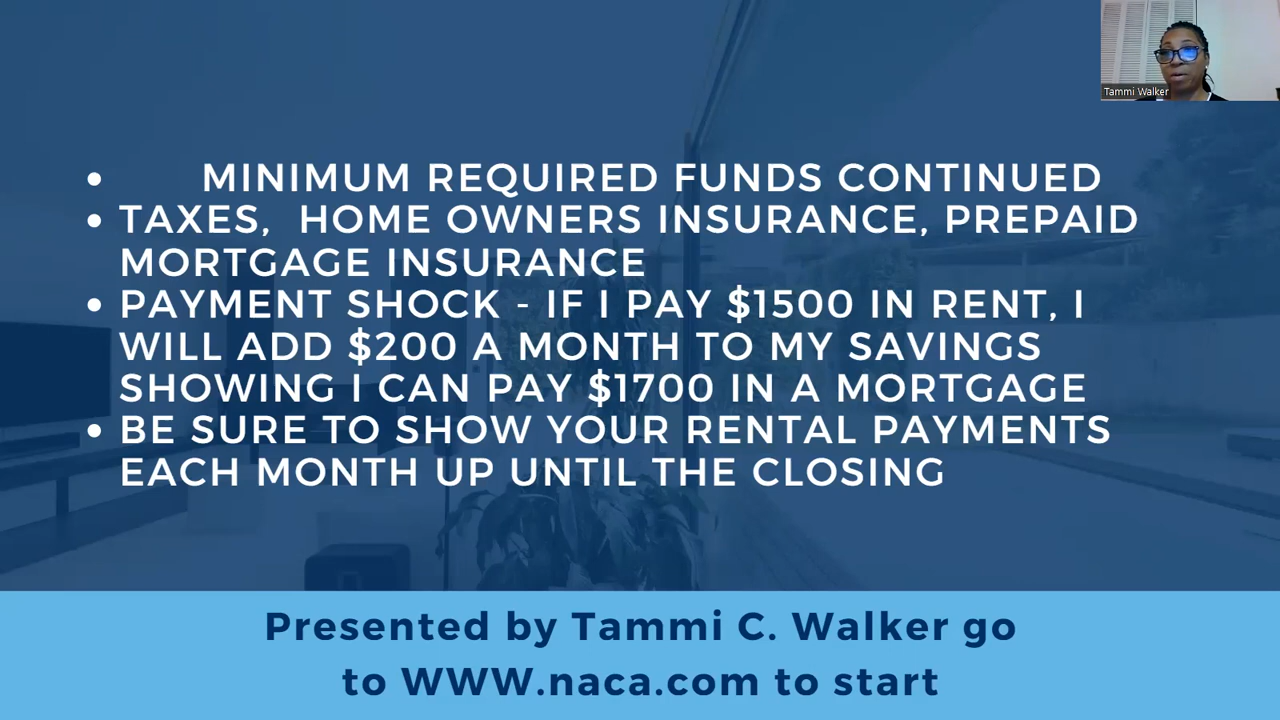 Tammi Walker
• MINIMUM REQUIRED FUNDS CONTINUED
• TAXES,  HOME OWNERS INSURANCE, PREPAID
MORTGAGE INSURANCE
• PAYMENT SHOCK - IF I PAY $1500 IN RENT, I
WILL ADD $200 A MONTH TO MY SAVINGS
SHOWING I CAN PAY $1700 IN A MORTGAGE
• BE SURE TO SHOW YOUR RENTAL PAYMENTS
EACH MONTH UP UNTIL THE CLOSING
Presented by Tammi C. Walker go
to WWW.naca.com to start